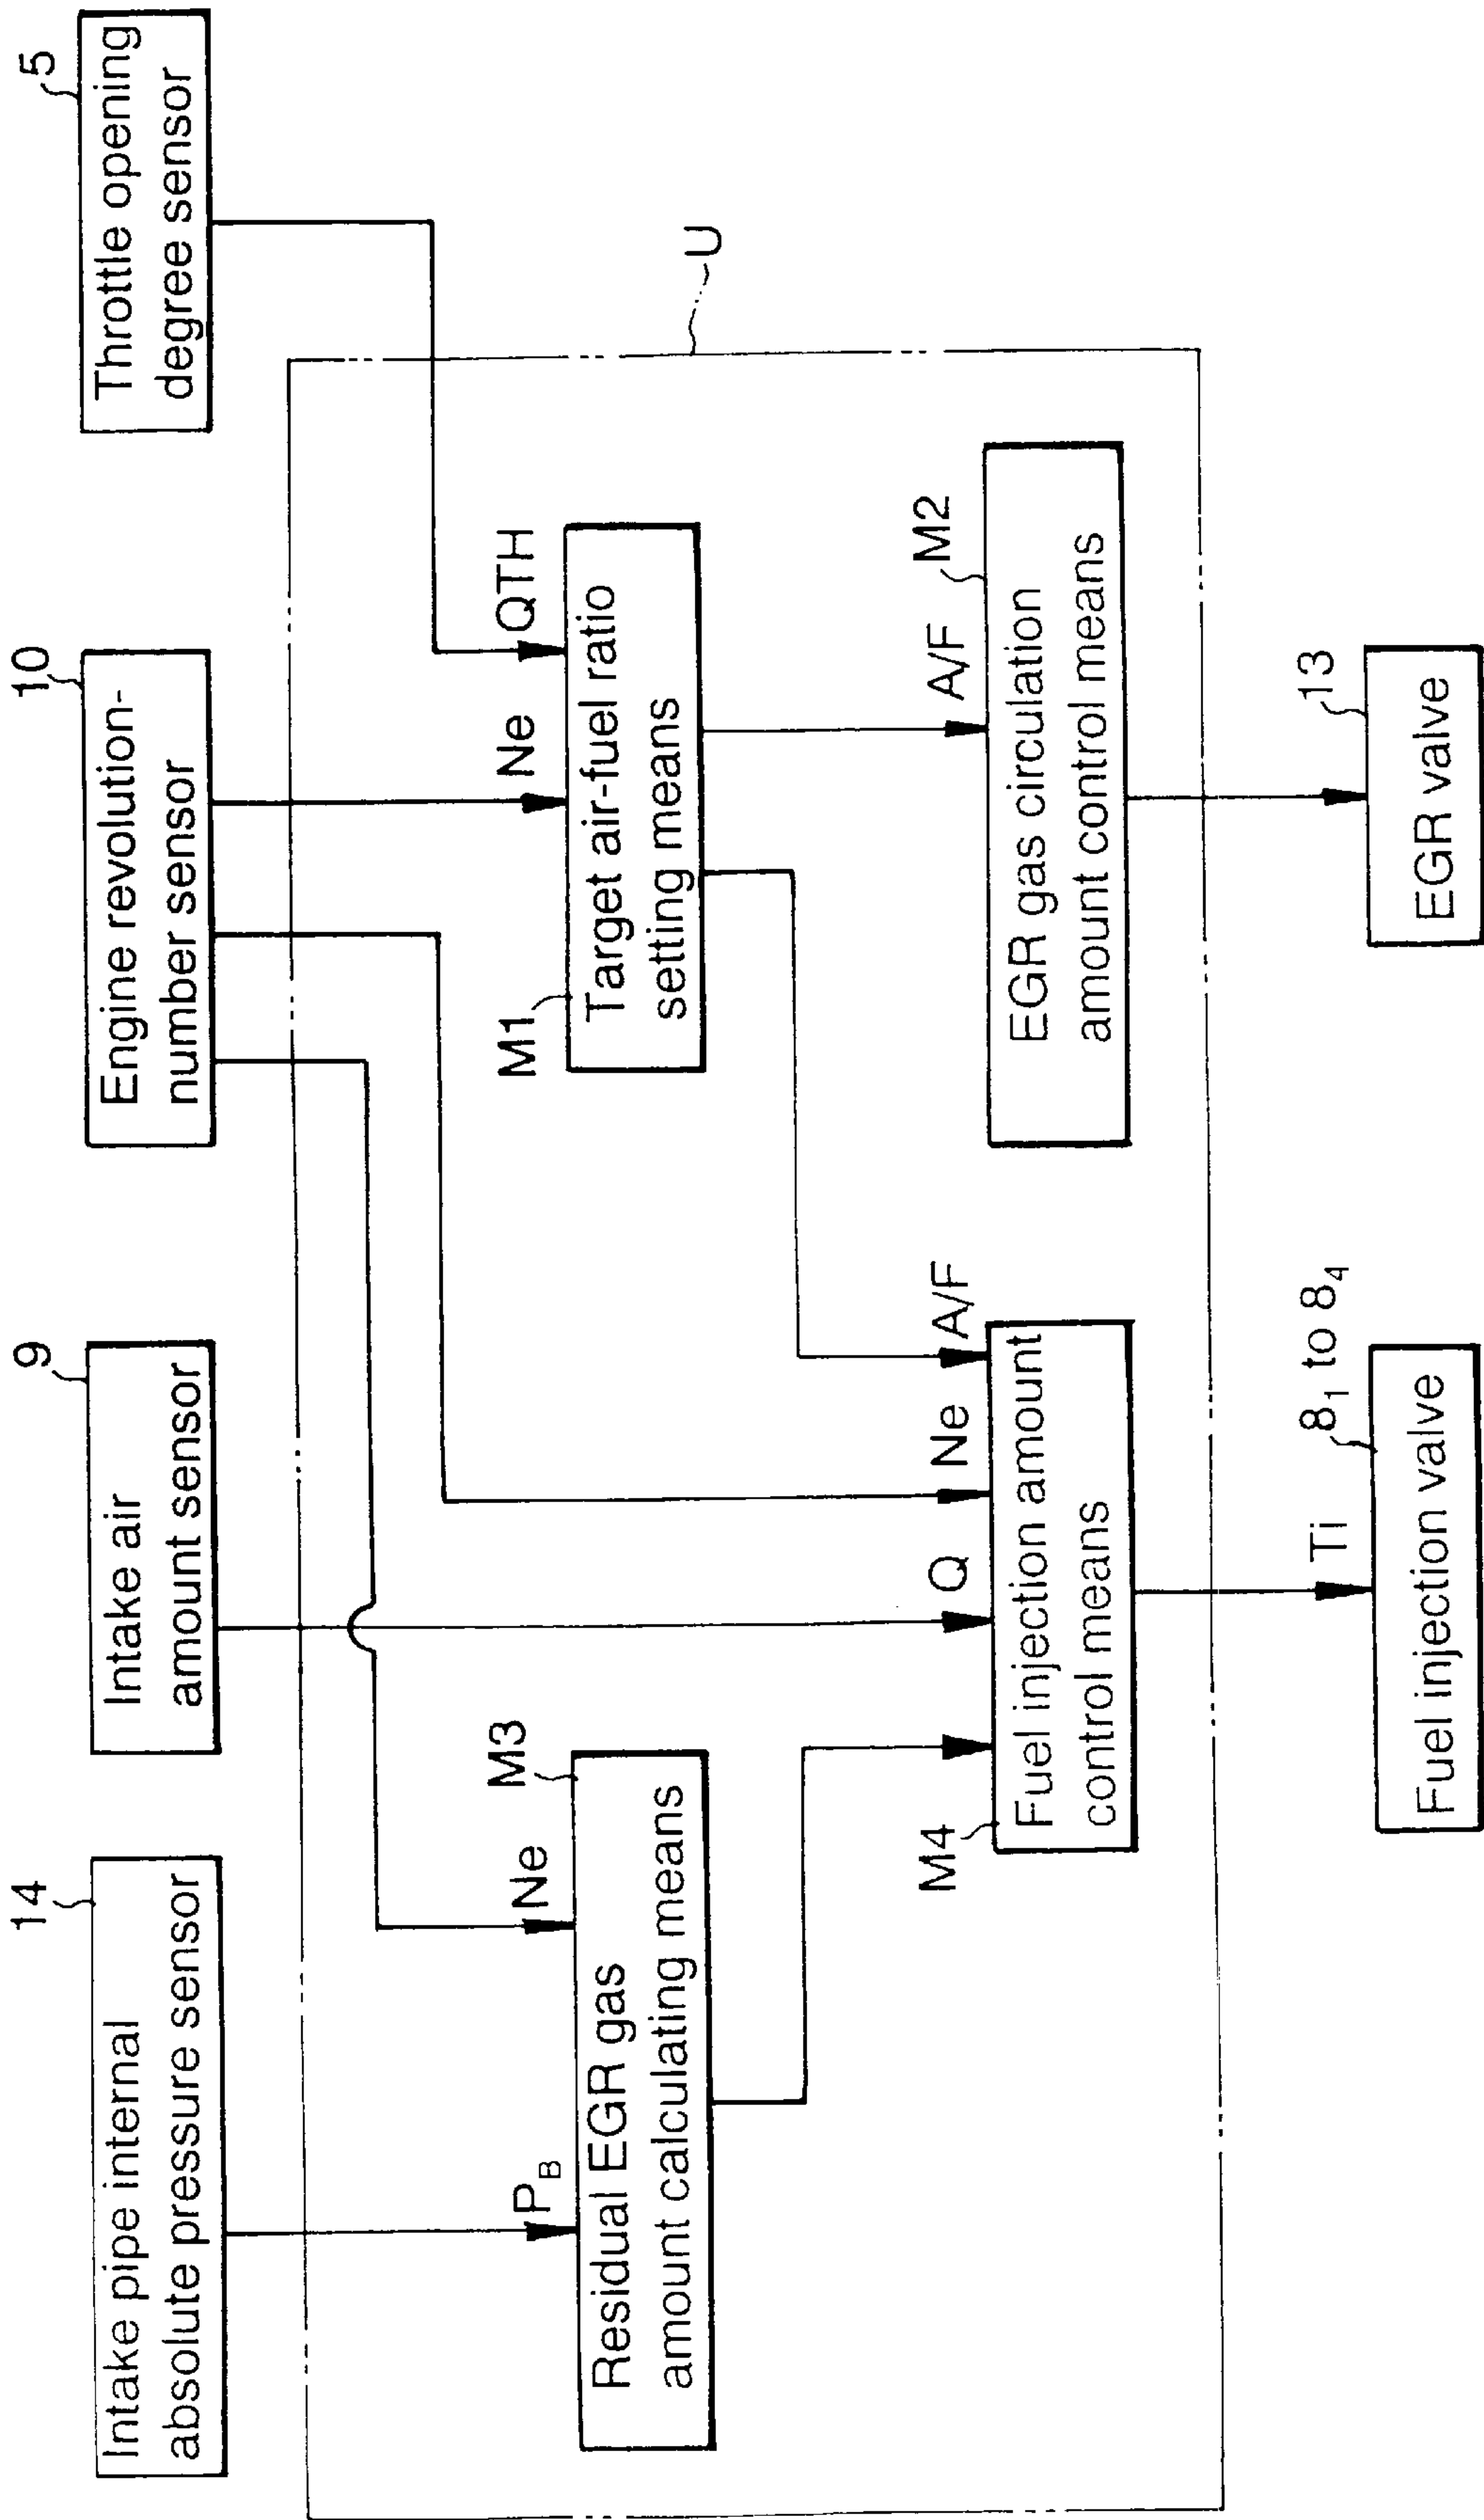 14
Intake pipe internal
absolute pressure sensor
9
Intake air
amount sensor
10
Engine revolution-
number sensor
5
Throttle opening
degree sensor
U
P_B
Ne
M3
Residual EGR gas
amount calculating means
M1
Ne
QTH
Target air-fuel ratio
setting means
M4
Q
Ne
A/F
Fuel injection amount
control means
A/F
M2
EGR gas circulation
amount control means
Ti
8₁ to 8₄
Fuel injection valve
13
EGR valve